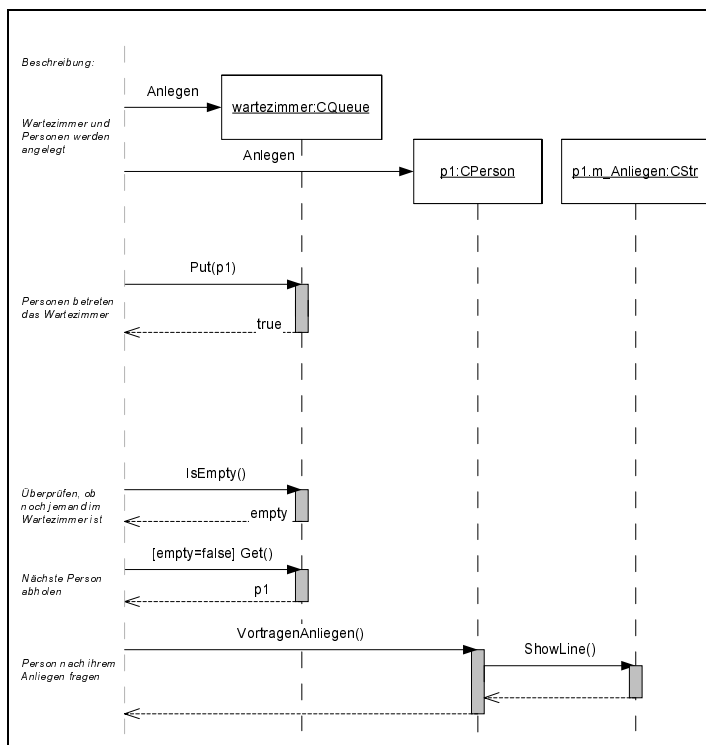 Beschreibung:
Anlegen
wartezimmer:CQueue
Wartezimmer und
Personen werden
angelegt
Anlegen
p1:CPerson
p1.m_Anliegen:CStr
Put(p1)
Personen betreten
das Wartezimmer
true
IsEmpty()
Überprüfen, ob
noch jemand im
Wartezimmer ist
empty
[empty=false] Get()
Nächste Person
abholen
p1
VortragenAnliegen()
ShowLine()
Person nach ihrem
Anliegen fragen